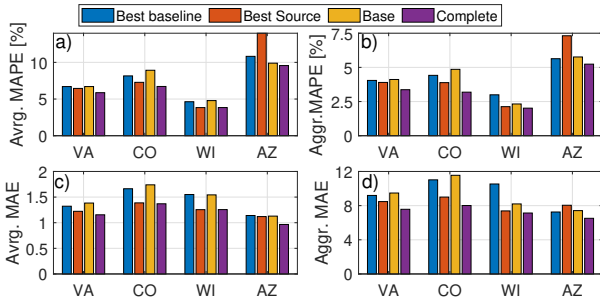 Best baseline Best Source Base Complete
a)
Avrg. MAPE [%]
10
5
0
VA CO WI AZ
b)
Aggr.MAPE [%]
7.5
5
2.5
0
VA CO WI AZ
c)
Avrg. MAE
2
1.5
1
0.5
0
VA CO WI AZ
d)
Aggr. MAE
12
8
4
0
VA CO WI AZ